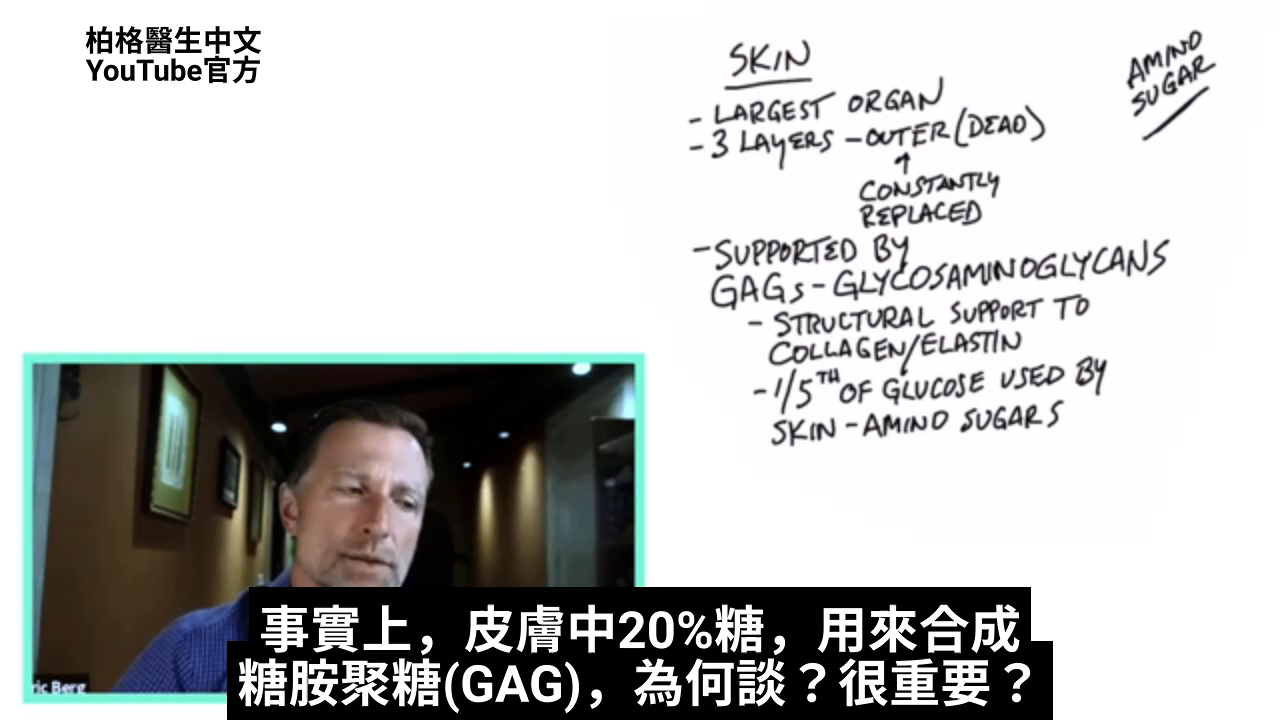 柏格醫生中文
YouTube官方
SKIN
AMINO
SUGAR
- LARGEST ORGAN
- 3 LAYERS - OUTER (DEAD)
↑
CONSTANTLY
REPLACED
- SUPPORTED BY
GAGs - GLYCOSAMINOGLYCANS
- STRUCTURAL SUPPORT TO
COLLAGEN/ELASTIN
- 1/5TH OF GLUCOSE USED BY
SKIN - AMINO SUGARS
ric Berg
事實上，皮膚中20%糖，用來合成
糖胺聚糖(GAG)，為何談？很重要？